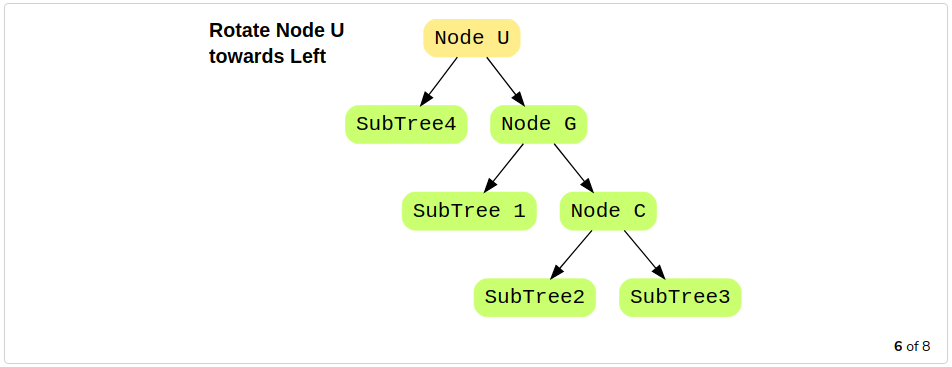 Rotate Node U
towards Left
Node U
SubTree4
Node G
SubTree 1
Node C
SubTree2
SubTree3
6 of 8